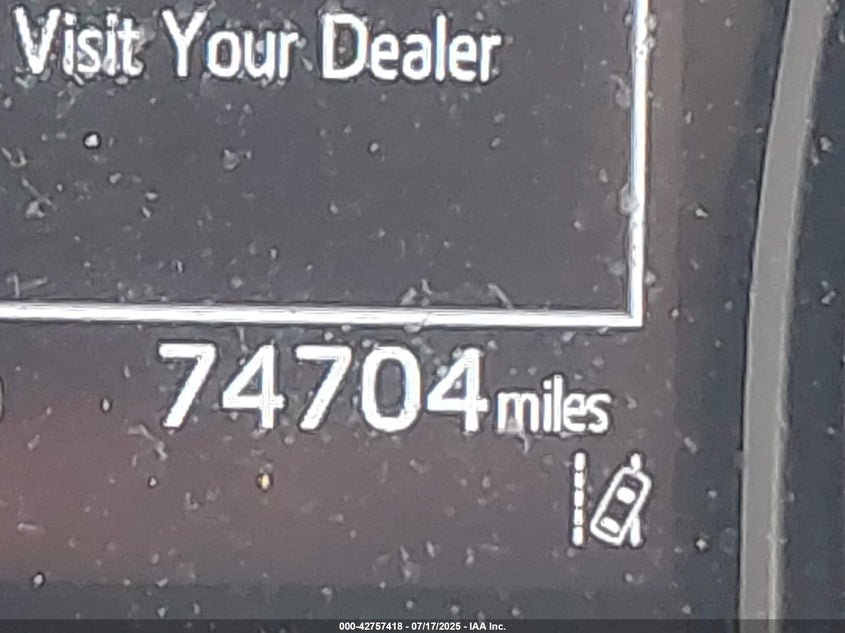 Visit Your Dealer
74704 miles
000-42757418 - 07/17/2025 - IAA Inc.